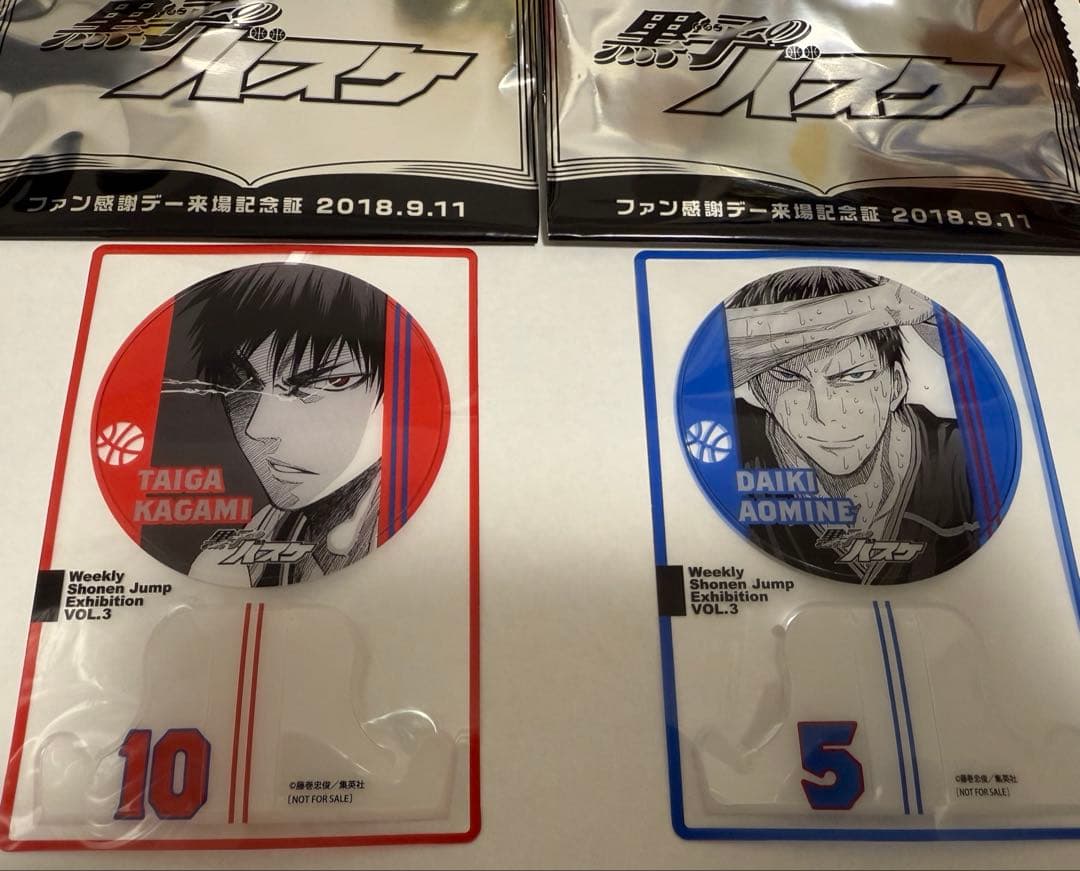 黒子の
バスケ
ファン感謝デー来場記念証 2018.9.11
黒子の
バスケ
ファン感謝デー来場記念証 2018.9.11
TAIGA
KAGAMI
黒子の
バスケ
Weekly
Shonen Jump
Exhibition
VOL.3
10
©藤巻忠俊／集英社
[NOT FOR SALE]
DAIKI
AOMINE
黒子の
バスケ
Weekly
Shonen Jump
Exhibition
VOL.3
5
©藤巻忠俊／集英社
[NOT FOR SALE]